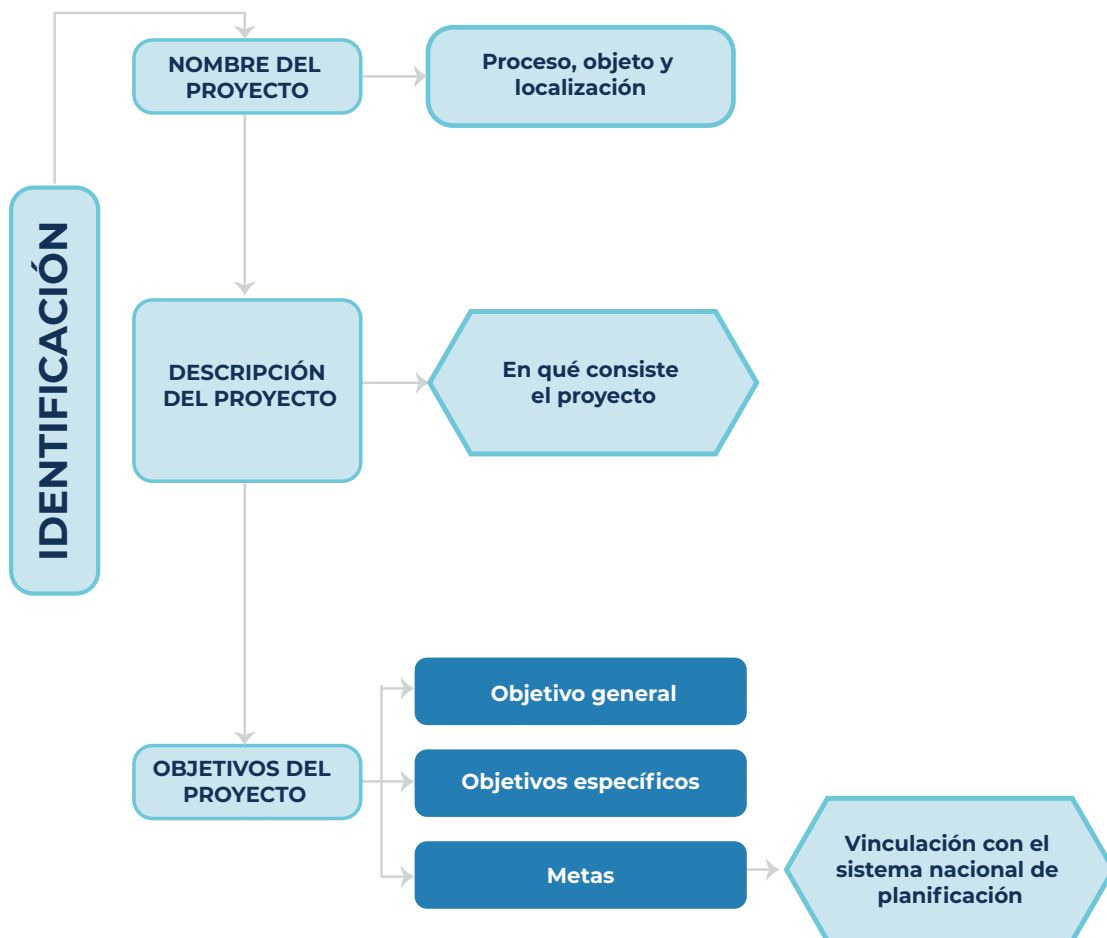 IDENTIFICACIÓN
NOMBRE DEL
PROYECTO
Proceso, objeto y
localización
DESCRIPCIÓN
DEL PROYECTO
En qué consiste
el proyecto
OBJETIVOS DEL
PROYECTO
Objetivo general
Objetivos específicos
Metas
Vinculación con el
sistema nacional de
planificación